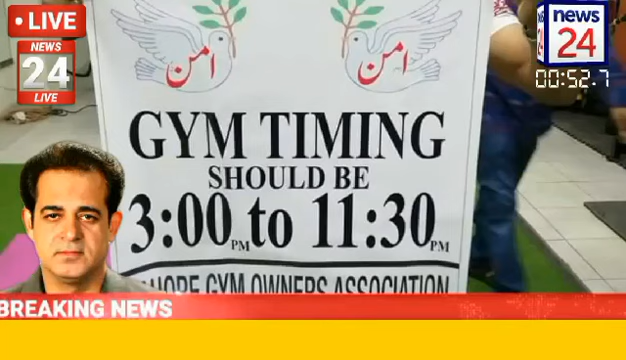 LIVE
NEWS
24
LIVE
news
24
00:52.7
امن
امن
GYM TIMING
SHOULD BE
3:00 PM to 11:30 PM
AHORE GYM OWNERS ASSOCIATION
BREAKING NEWS